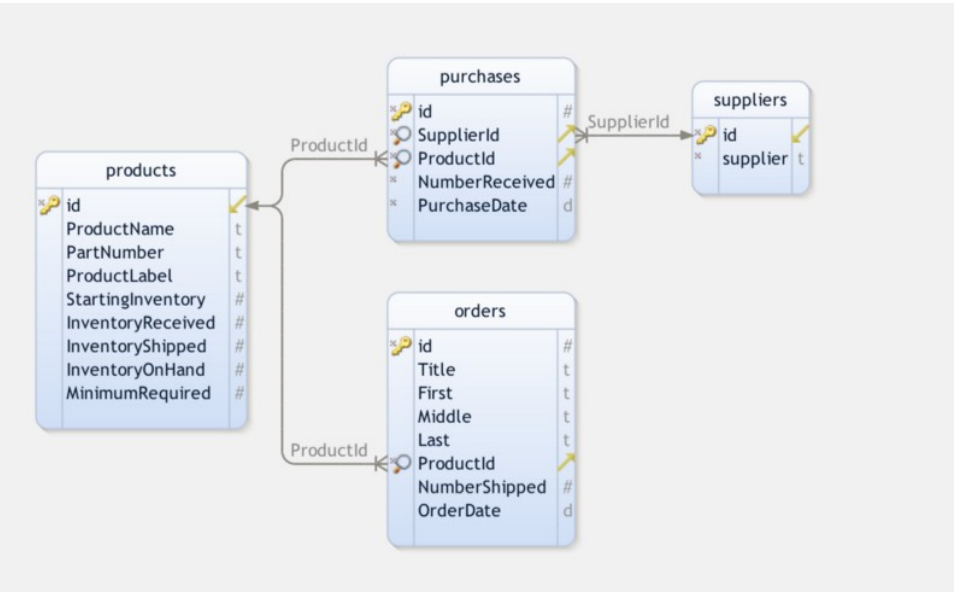 purchases
id #
SupplierId
ProductId
NumberReceived #
PurchaseDate d
SupplierId
suppliers
id
supplier t
ProductId
products
id
ProductName t
PartNumber t
ProductLabel t
StartingInventory #
InventoryReceived #
InventoryShipped #
InventoryOnHand #
MinimumRequired #
orders
id #
Title t
First t
Middle t
Last t
ProductId
NumberShipped #
OrderDate d
ProductId